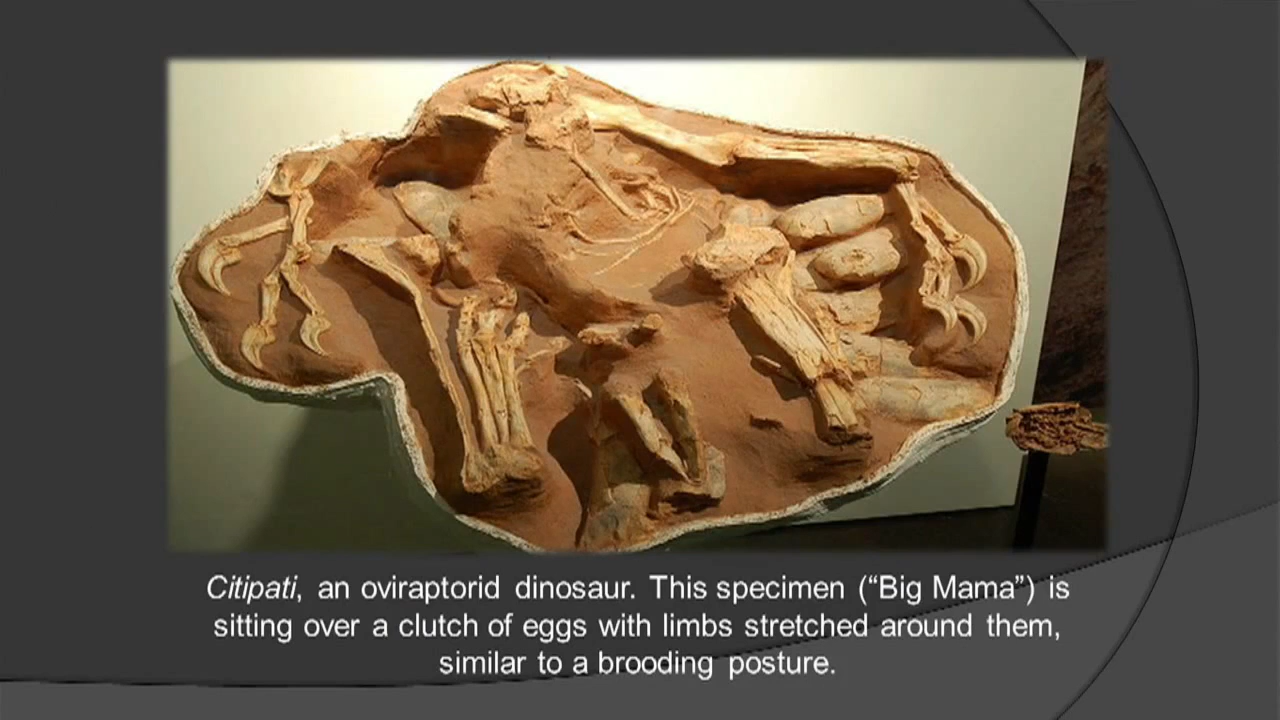 Citipati, an oviraptorid dinosaur. This specimen (“Big Mama”) is
sitting over a clutch of eggs with limbs stretched around them,
similar to a brooding posture.